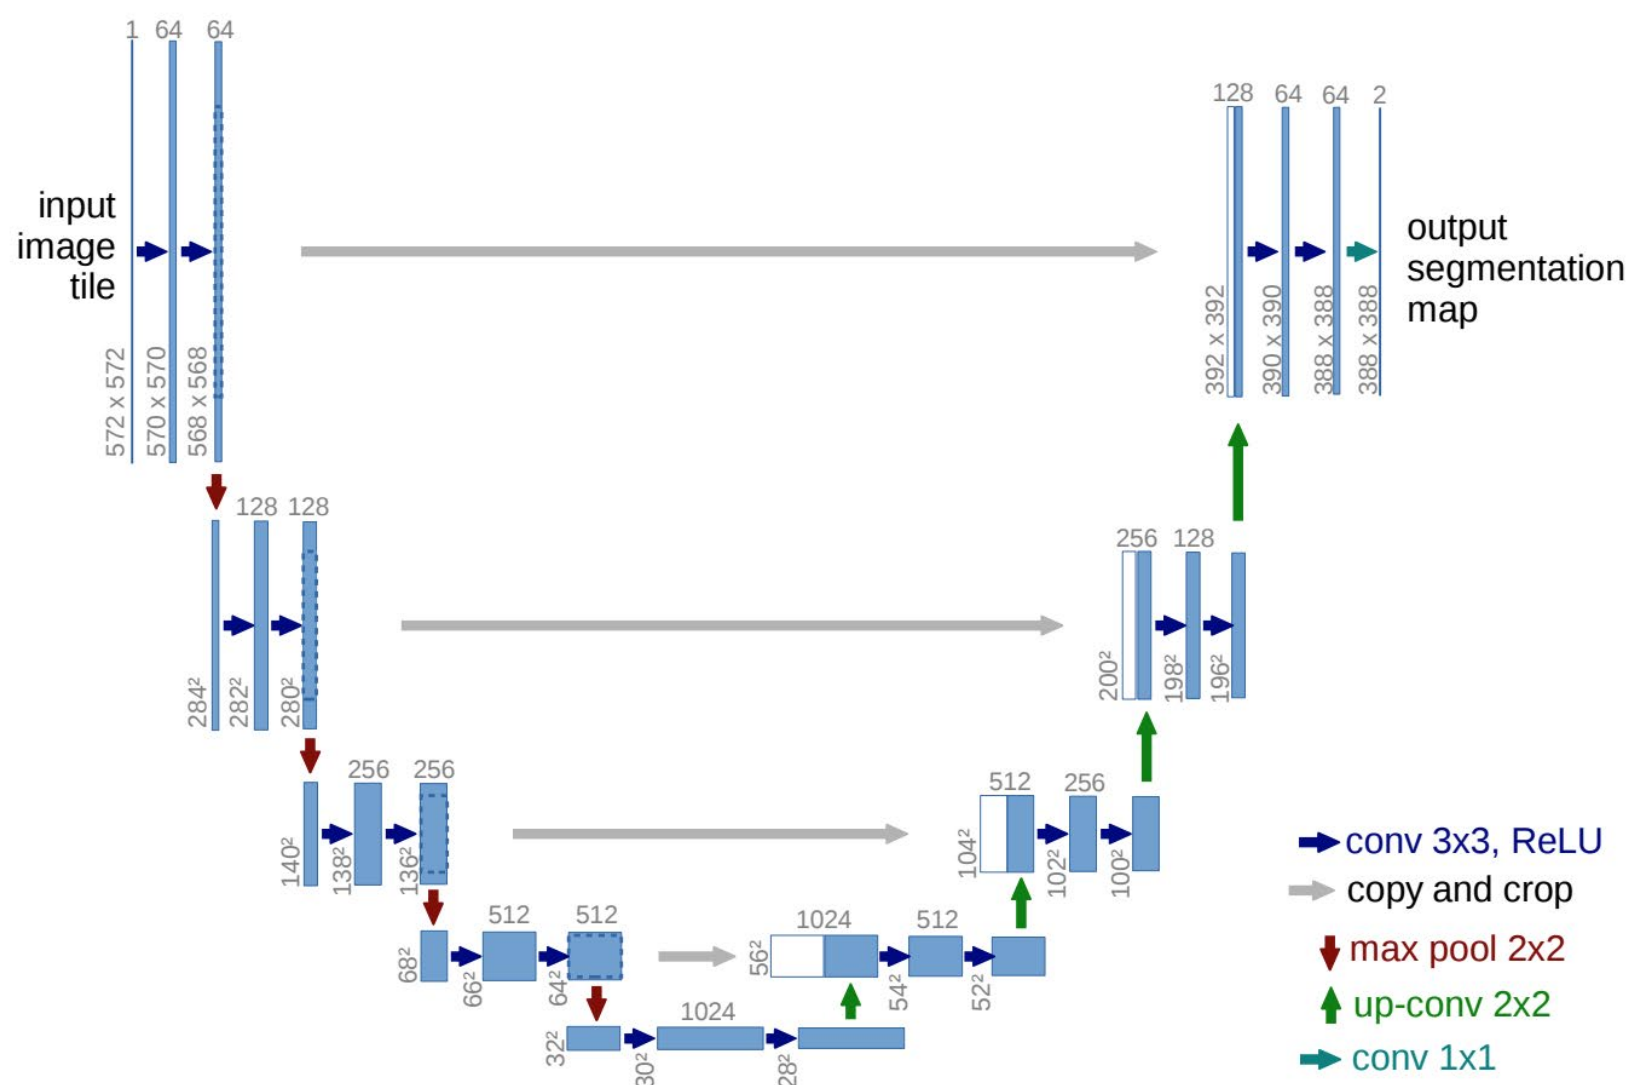 1 64 64
input
image
tile
572 x 572
570 x 570
568 x 568
128 64 64 2
output
segmentation
map
392 x 392
390 x 390
388 x 388
388 x 388
128 128
284²
282²
280²
256 128
200²
198²
196²
256 256
140²
138²
136²
512 256
104²
102²
100²
512 512
68²
66²
64²
1024 512
56²
54²
52²
1024
32²
30²
28²
conv 3x3, ReLU
copy and crop
max pool 2x2
up-conv 2x2
conv 1x1